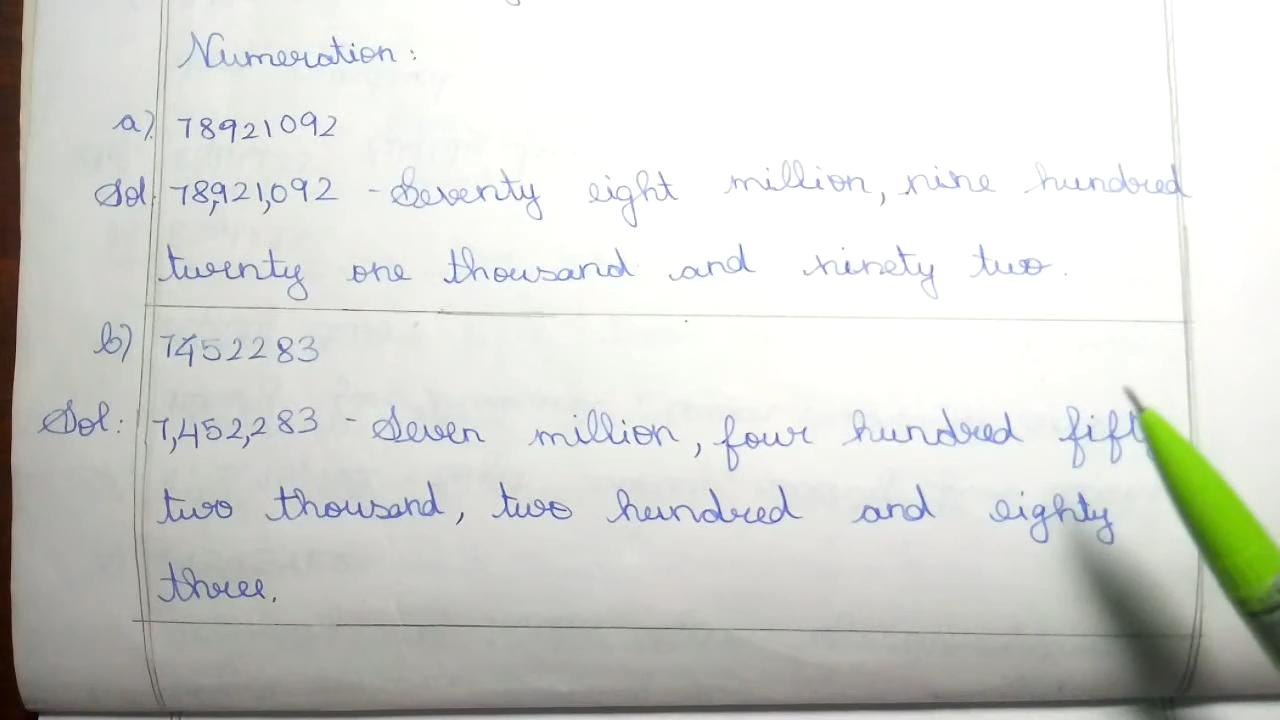 Numeration:
a) 78921092
Sol. 78,921,092 - Seventy eight million, nine hundred
twenty one thousand and ninety two.
b) 7452283
Sol: 7,452,283 - Seven million, four hundred
two thousand, two hundred and eighty
three.